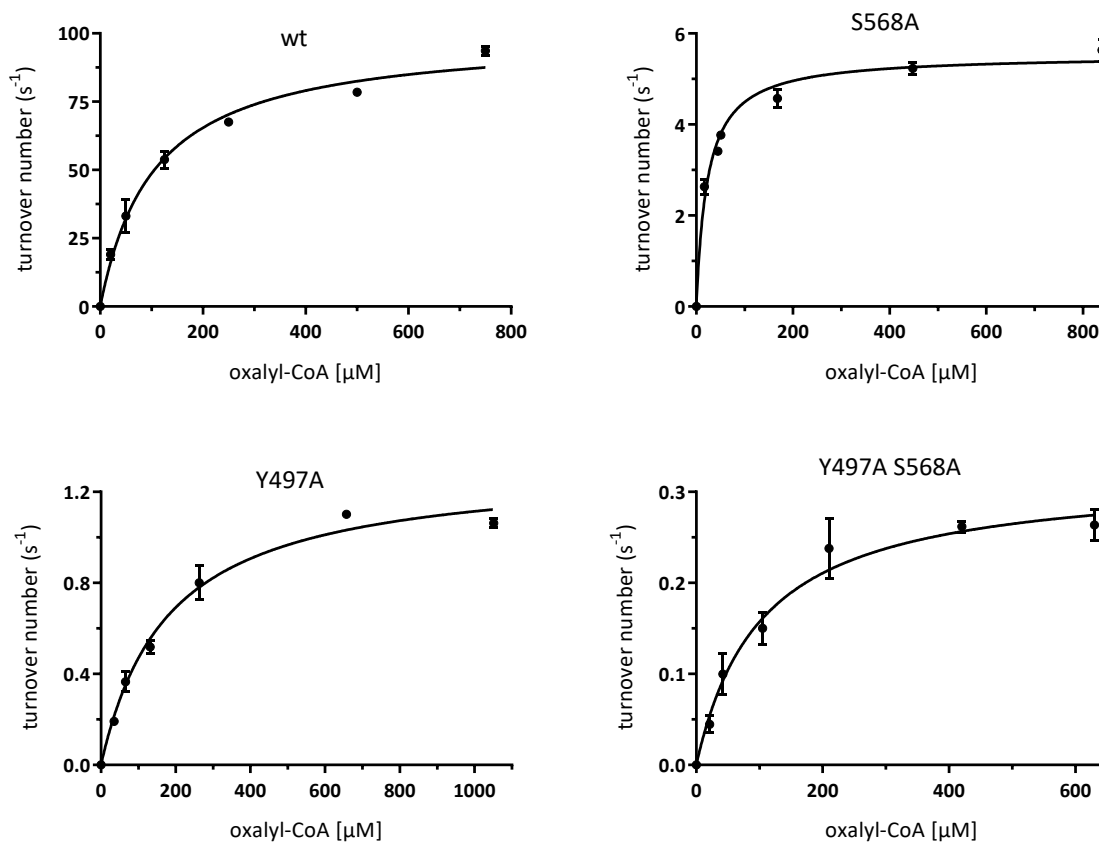 wt
turnover number (s⁻¹)
100
75
50
25
0
0 200 400 600 800
oxalyl-CoA [µM]
S568A
turnover number (s⁻¹)
6
4
2
0
0 200 400 600 800
oxalyl-CoA [µM]
Y497A
turnover number (s⁻¹)
1.2
0.8
0.4
0.0
0 200 400 600 800 1000
oxalyl-CoA [µM]
Y497A S568A
turnover number (s⁻¹)
0.3
0.2
0.1
0.0
0 200 400 600
oxalyl-CoA [µM]